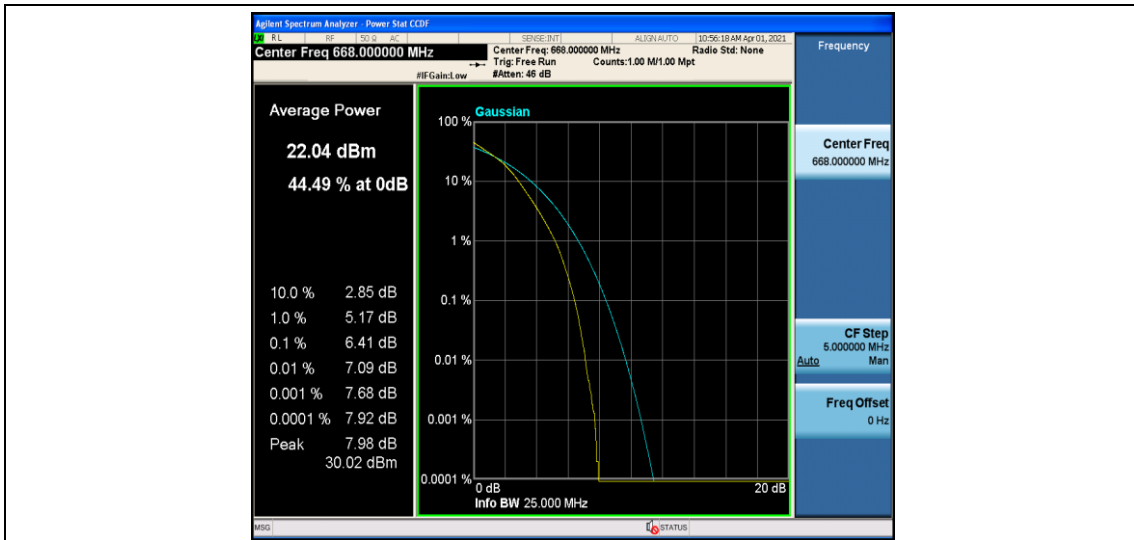 Agilent Spectrum Analyzer - Power Stat CCDF
LXI RL RF 50 Ω AC SENSE:INT ALIGN AUTO 10:56:18 AM Apr 01, 2021
Center Freq 668.000000 MHz
Center Freq: 668.000000 MHz Radio Std: None
Trig: Free Run Counts:1.00 M/1.00 Mpt
#IFGain:Low #Atten: 46 dB
Frequency
Average Power
22.04 dBm
44.49 % at 0dB
10.0 % 2.85 dB
1.0 % 5.17 dB
0.1 % 6.41 dB
0.01 % 7.09 dB
0.001 % 7.68 dB
0.0001 % 7.92 dB
Peak 7.98 dB
30.02 dBm
Gaussian
100 %
10 %
1 %
0.1 %
0.01 %
0.001 %
0.0001 %
0 dB 20 dB
Info BW 25.000 MHz
Center Freq
668.000000 MHz
CF Step
5.000000 MHz
Auto Man
Freq Offset
0 Hz
MSG STATUS